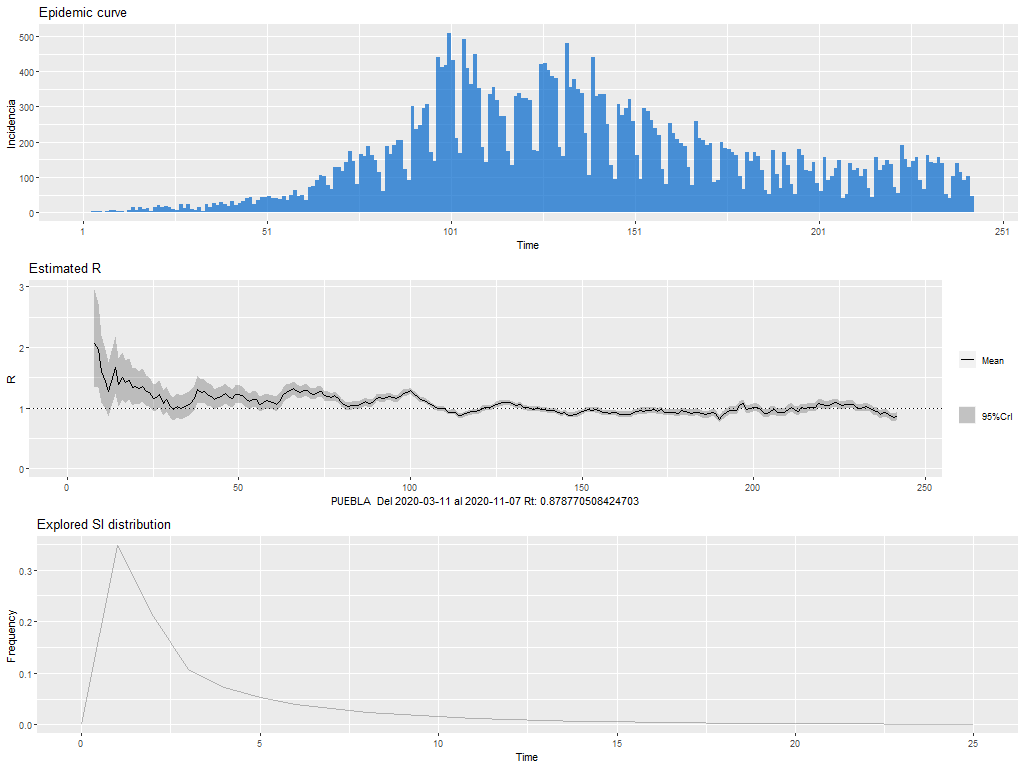 Epidemic curve
Incidencia
500
400
300
200
100
0
1
51
101
151
201
251
Time
Estimated R
R
3
2
1
0
0
50
100
150
200
250
PUEBLA Del 2020-03-11 al 2020-11-07 Rt: 0.878770508424703
Mean
95%CrI
Explored SI distribution
Frequency
0.3
0.2
0.1
0.0
0
5
10
15
20
25
Time